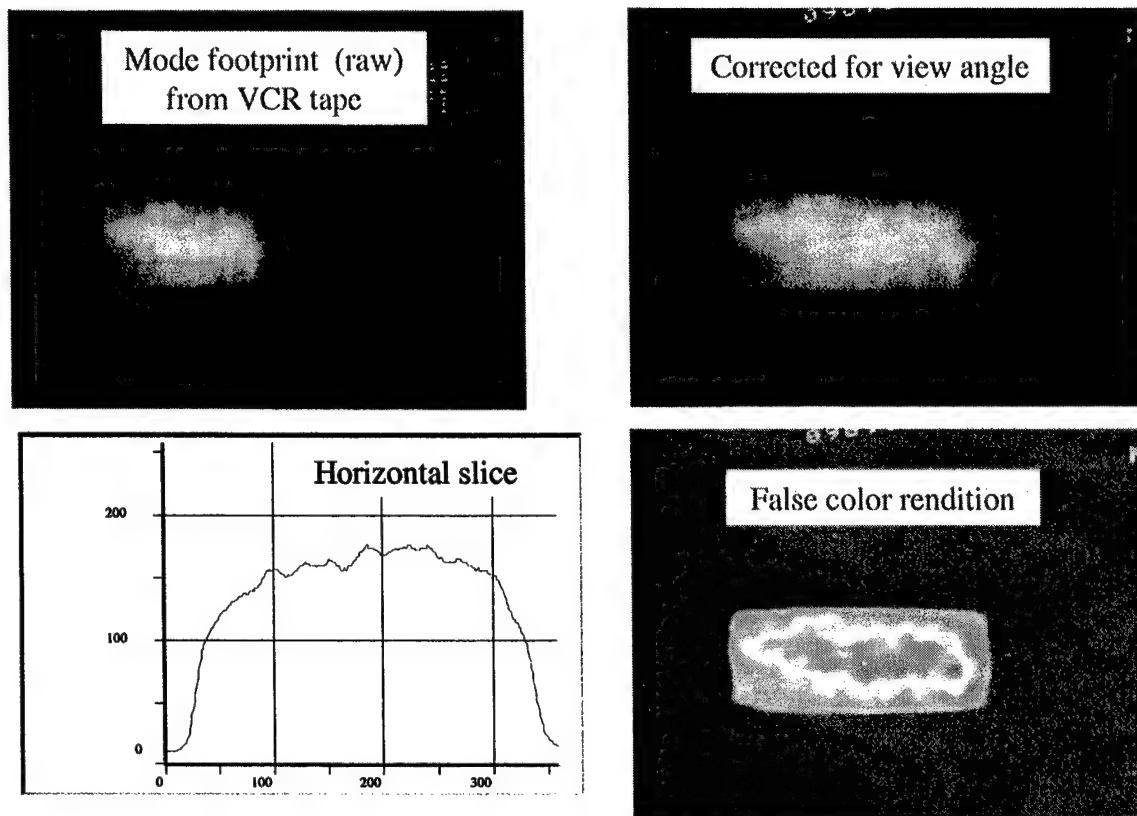 Mode footprint (raw)
from VCR tape
Corrected for view angle
Horizontal slice
200
100
0
0
100
200
300
False color rendition